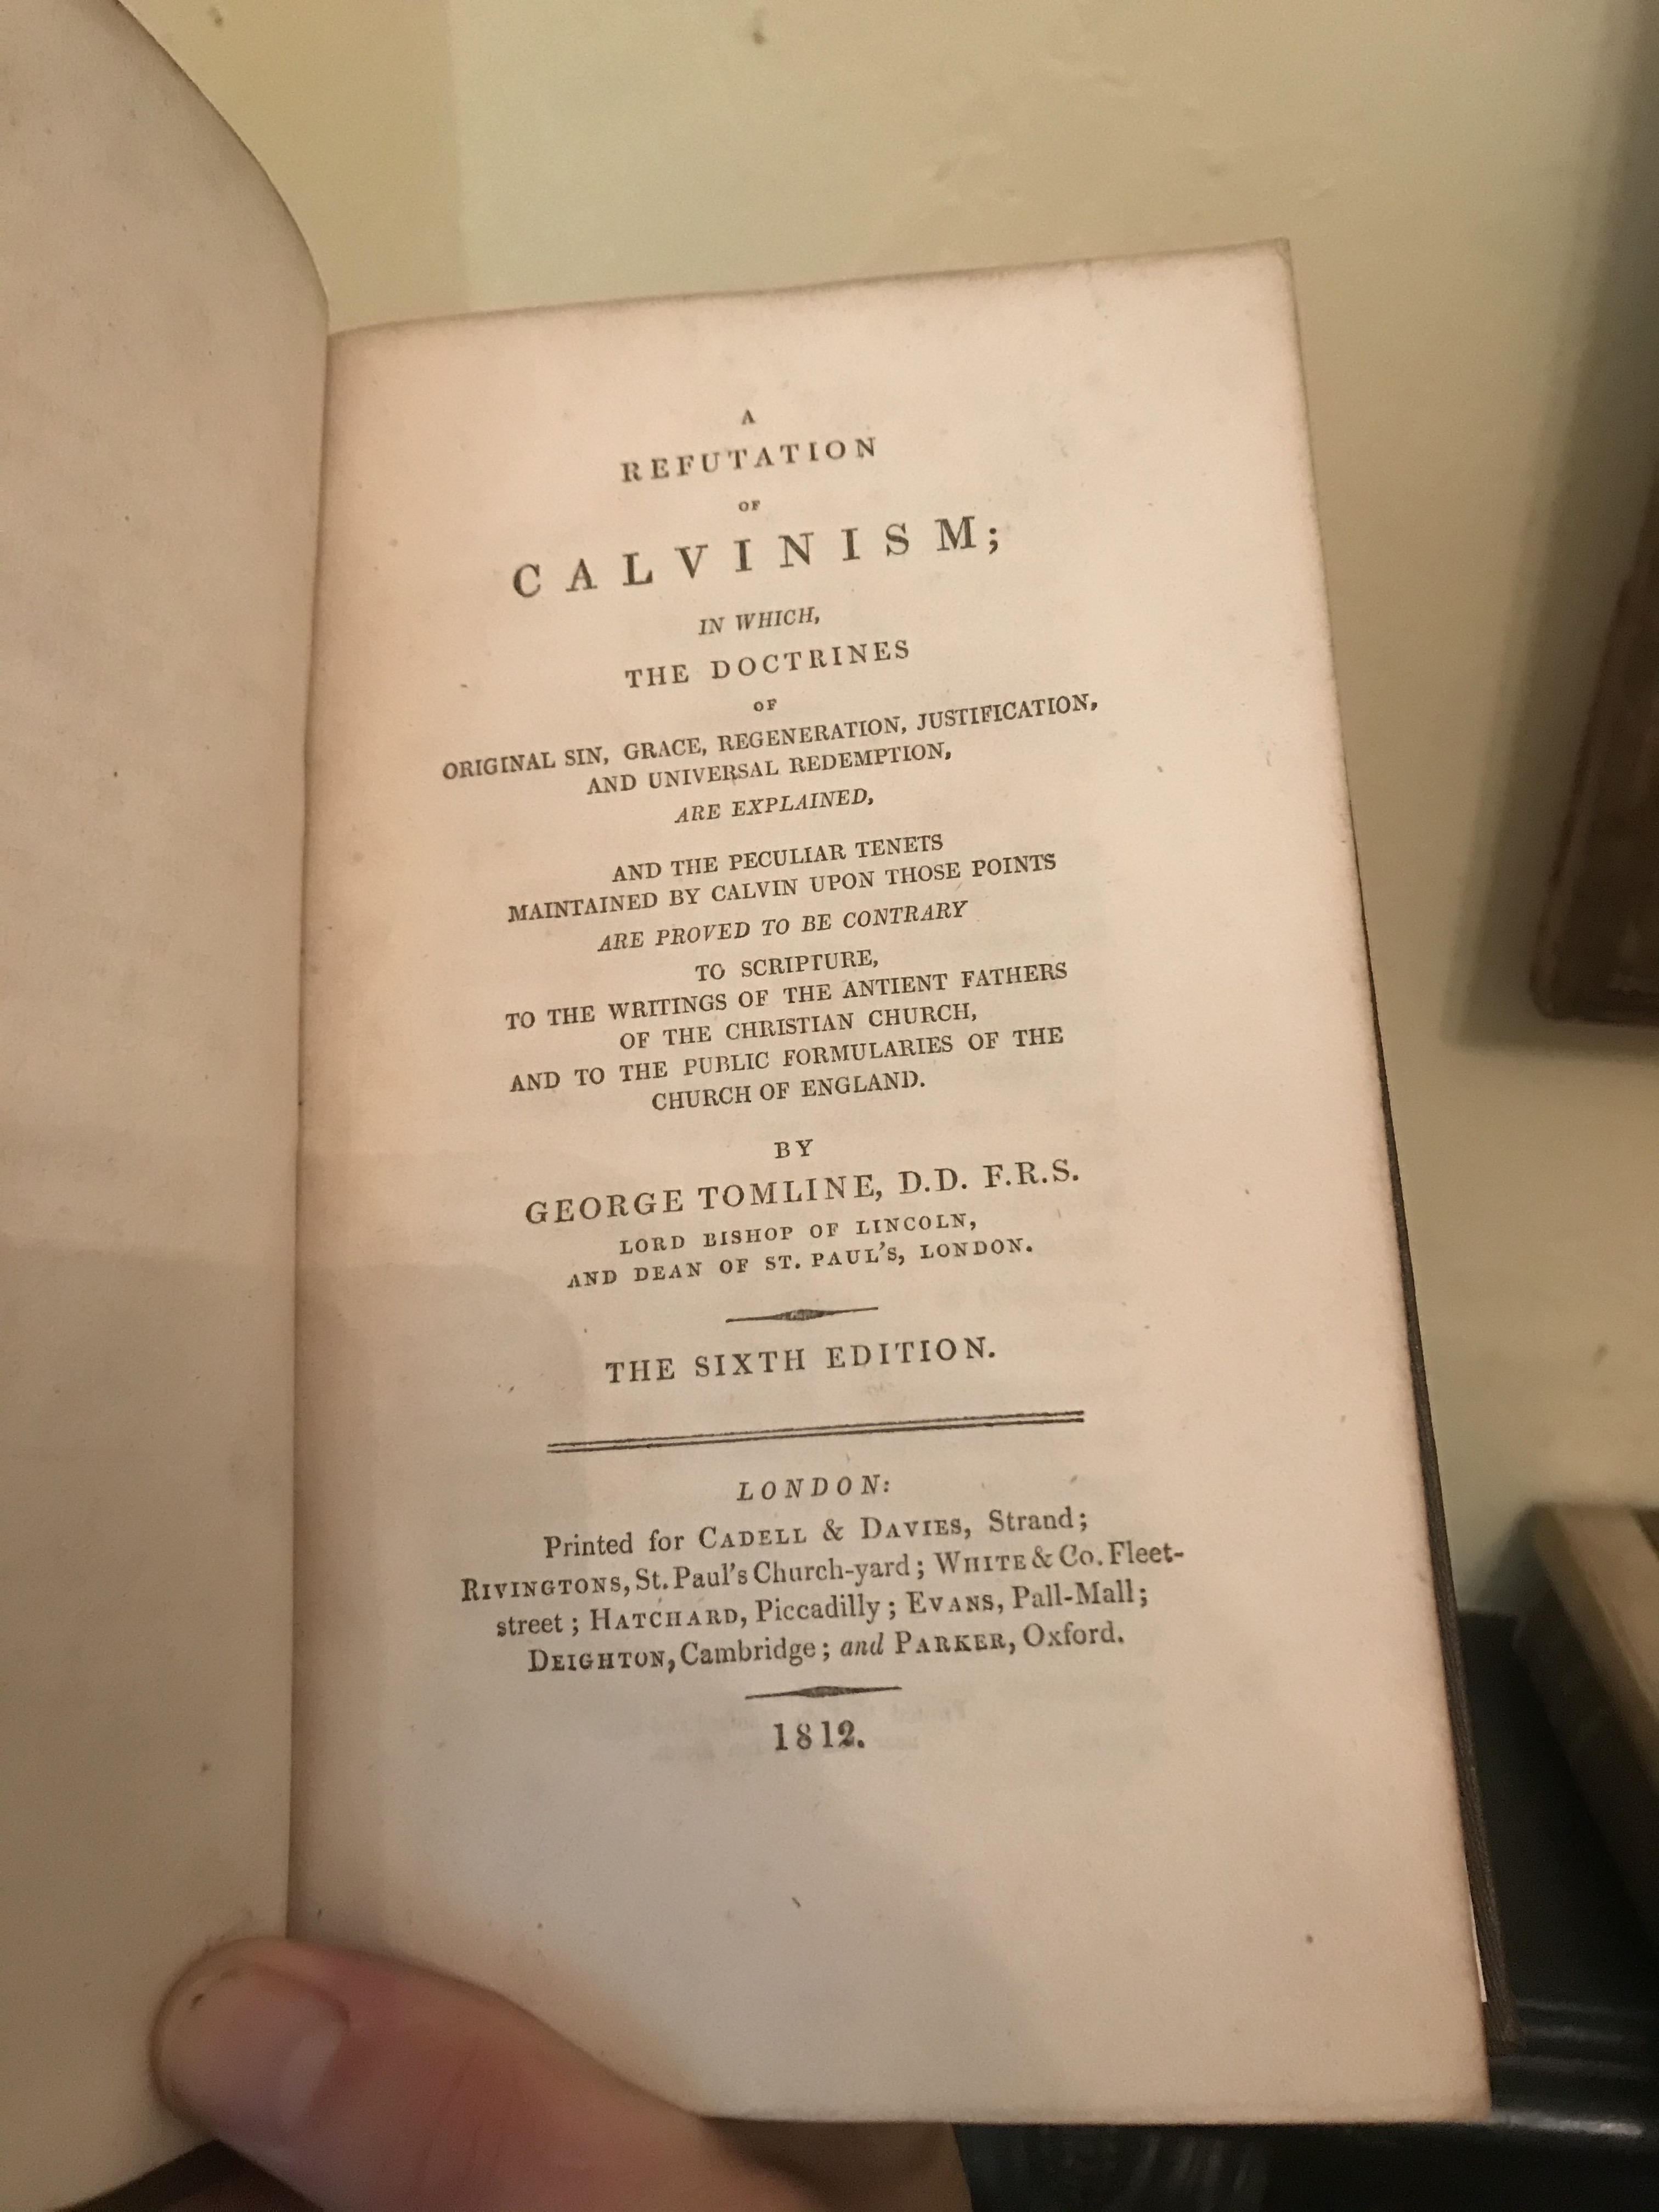 A
REFUTATION
OF
CALVINISM;
IN WHICH,
THE DOCTRINES
OF
ORIGINAL SIN, GRACE, REGENERATION, JUSTIFICATION,
AND UNIVERSAL REDEMPTION,
ARE EXPLAINED,
AND THE PECULIAR TENETS
MAINTAINED BY CALVIN UPON THOSE POINTS
ARE PROVED TO BE CONTRARY
TO SCRIPTURE,
TO THE WRITINGS OF THE ANTIENT FATHERS
OF THE CHRISTIAN CHURCH,
AND TO THE PUBLIC FORMULARIES OF THE
CHURCH OF ENGLAND.
BY
GEORGE TOMLINE, D.D. F.R.S.
LORD BISHOP OF LINCOLN,
AND DEAN OF ST. PAUL'S, LONDON.
THE SIXTH EDITION.
LONDON:
Printed for CADELL & DAVIES, Strand;
RIVINGTONS, St. Paul's Church-yard; WHITE & Co. Fleet-
street; HATCHARD, Piccadilly; EVANS, Pall-Mall;
DEIGHTON, Cambridge; and PARKER, Oxford.
1812.